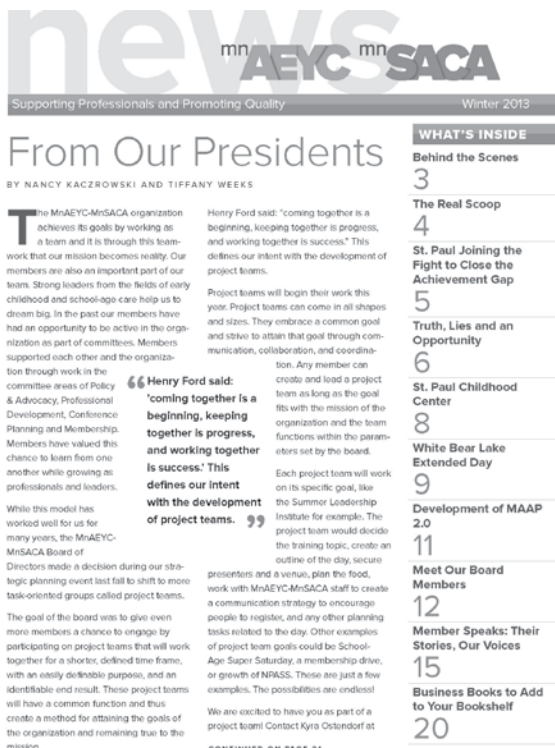 news
mnAEYC mnSACA
Supporting Professionals and Promoting Quality
Winter 2013
From Our Presidents
BY NANCY KACZROWSKI AND TIFFANY WEEKS
The MnAEYC-MnSACA organization
achieves its goals by working as
a team and it is through this team-
work that our mission becomes reality. Our
members are also an important part of our
team. Strong leaders from the fields of early
childhood and school-age care help us to
dream big. In the past our members have
had an opportunity to be active in the orga-
nization as part of committees. Members
supported each other and the organiza-
tion through work in the
committee areas of Policy
& Advocacy, Professional
Development, Conference
Planning and Membership.
Members have valued this
chance to learn from one
another while growing as
professionals and leaders.
While this model has
worked well for us for
many years, the MnAEYC-
MnSACA Board of
Directors made a decision during our stra-
tegic planning event last fall to shift to more
task-oriented groups called project teams.
The goal of the board was to give even
more members a chance to engage by
participating on project teams that will work
together for a shorter, defined time frame,
with an easily definable purpose, and an
identifiable end result. These project teams
will have a common function and thus
create a method for attaining the goals of
the organization and remaining true to the
mission.
“ Henry Ford said:
'coming together is a
beginning, keeping
together is progress,
and working together
is success.' This
defines our intent
with the development
of project teams. ”
Henry Ford said: "coming together is a
beginning, keeping together is progress,
and working together is success." This
defines our intent with the development of
project teams.
Project teams will begin their work this
year. Project teams can come in all shapes
and sizes. They embrace a common goal
and strive to attain that goal through com-
munication, collaboration, and coordina-
tion. Any member can
create and lead a project
team as long as the goal
fits with the mission of the
organization and the team
functions within the param-
eters set by the board.
Each project team will work
on its specific goal, like
the Summer Leadership
Institute for example. The
project team would decide
the training topic, create an
outline of the day, secure
presenters and a venue, plan the food,
work with MnAEYC-MnSACA staff to create
a communication strategy to encourage
people to register, and any other planning
tasks related to the day. Other examples
of project team goals could be School-
Age Super Saturday, a membership drive,
or growth of NPASS. These are just a few
examples. The possibilities are endless!
We are excited to have you as part of a
project team! Contact Kyra Ostendorf at
CONTINUED ON PAGE
WHAT'S INSIDE
Behind the Scenes
3
The Real Scoop
4
St. Paul Joining the
Fight to Close the
Achievement Gap
5
Truth, Lies and an
Opportunity
6
St. Paul Childhood
Center
8
White Bear Lake
Extended Day
9
Development of MAAP
2.0
11
Meet Our Board
Members
12
Member Speaks: Their
Stories, Our Voices
15
Business Books to Add
to Your Bookshelf
20